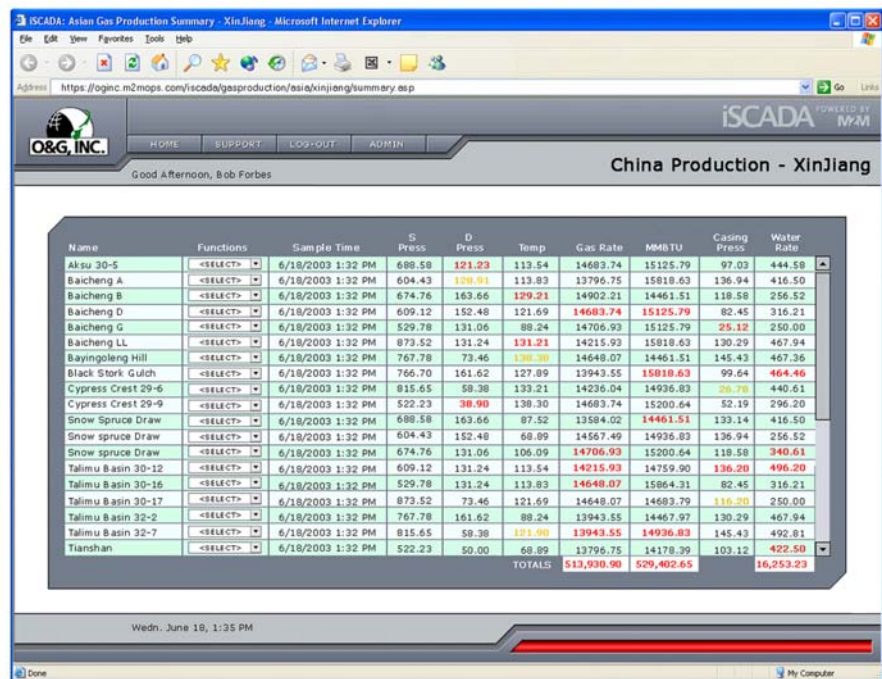 iSCADA: Asian Gas Production Summary - XinJiang - Microsoft Internet Explorer
File Edit View Favorites Tools Help
Address https://oginc.m2mops.com/iscada/gasproduction/asia/xinjiang/summary.asp Go Links
iSCADA POWERED BY M2M
O&G, INC.
HOME SUPPORT LOG-OUT ADMIN
Good Afternoon, Bob Forbes
China Production - XinJiang
Name Functions Sample Time S Press D Press Temp Gas Rate MMBTU Casing Press Water Rate
Aksu 30-5 <SELECT> 6/18/2003 1:32 PM 688.58 121.23 113.54 14683.74 15125.79 97.03 444.58
Baicheng A <SELECT> 6/18/2003 1:32 PM 604.43 128.91 113.83 13796.75 15818.63 136.94 416.50
Baicheng B <SELECT> 6/18/2003 1:32 PM 674.76 163.66 129.21 14902.21 14461.51 118.58 256.52
Baicheng D <SELECT> 6/18/2003 1:32 PM 609.12 152.48 121.69 14683.74 15125.79 82.45 316.21
Baicheng G <SELECT> 6/18/2003 1:32 PM 529.78 131.06 88.24 14706.93 15125.79 25.12 250.00
Baicheng LL <SELECT> 6/18/2003 1:32 PM 873.52 131.24 131.21 14215.93 15818.63 130.29 467.94
Bayingoleng Hill <SELECT> 6/18/2003 1:32 PM 767.78 73.46 138.30 14648.07 14461.51 145.43 467.36
Black Stork Gulch <SELECT> 6/18/2003 1:32 PM 766.70 161.62 127.89 13943.55 15818.63 99.64 464.46
Cypress Crest 29-6 <SELECT> 6/18/2003 1:32 PM 815.65 58.38 133.21 14236.04 14936.83 26.78 440.61
Cypress Crest 29-9 <SELECT> 6/18/2003 1:32 PM 522.23 38.90 138.30 14683.74 15200.64 52.19 296.20
Snow Spruce Draw <SELECT> 6/18/2003 1:32 PM 688.58 163.66 87.52 13584.02 14461.51 133.14 416.50
Snow spruce Draw <SELECT> 6/18/2003 1:32 PM 604.43 152.48 68.89 14567.49 14936.83 136.94 256.52
Snow spruce Draw <SELECT> 6/18/2003 1:32 PM 674.76 131.06 106.09 14706.93 15200.64 118.58 340.61
Talimu Basin 30-12 <SELECT> 6/18/2003 1:32 PM 609.12 131.24 113.54 14215.93 14759.90 136.20 496.20
Talimu Basin 30-16 <SELECT> 6/18/2003 1:32 PM 529.78 131.24 113.83 14648.07 15864.31 82.45 316.21
Talimu Basin 30-17 <SELECT> 6/18/2003 1:32 PM 873.52 73.46 121.69 14648.07 14683.79 116.20 250.00
Talimu Basin 32-2 <SELECT> 6/18/2003 1:32 PM 767.78 161.62 88.24 13943.55 14467.97 130.29 467.94
Talimu Basin 32-7 <SELECT> 6/18/2003 1:32 PM 815.65 58.38 121.90 13943.55 14936.83 145.43 492.81
Tianshan <SELECT> 6/18/2003 1:32 PM 522.23 50.00 68.89 13796.75 14178.39 103.12 422.50
TOTALS 513,930.90 529,402.65 16,253.23
Wedn. June 18, 1:35 PM
Done My Computer